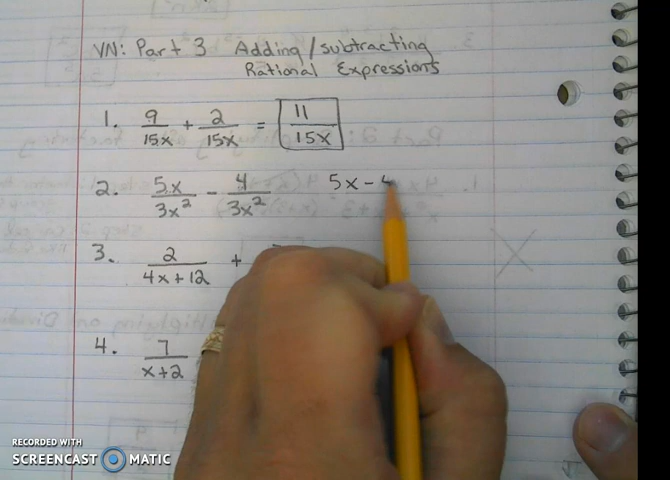 VN: Part 3 Adding/subtracting
Rational Expressions
1. 9/15x + 2/15x = 11/15x
2. 5x/3x² - 4/3x² 5x - 4
3. 2/4x+12 +
4. 7/x+2
RECORDED WITH
SCREENCAST O MATIC